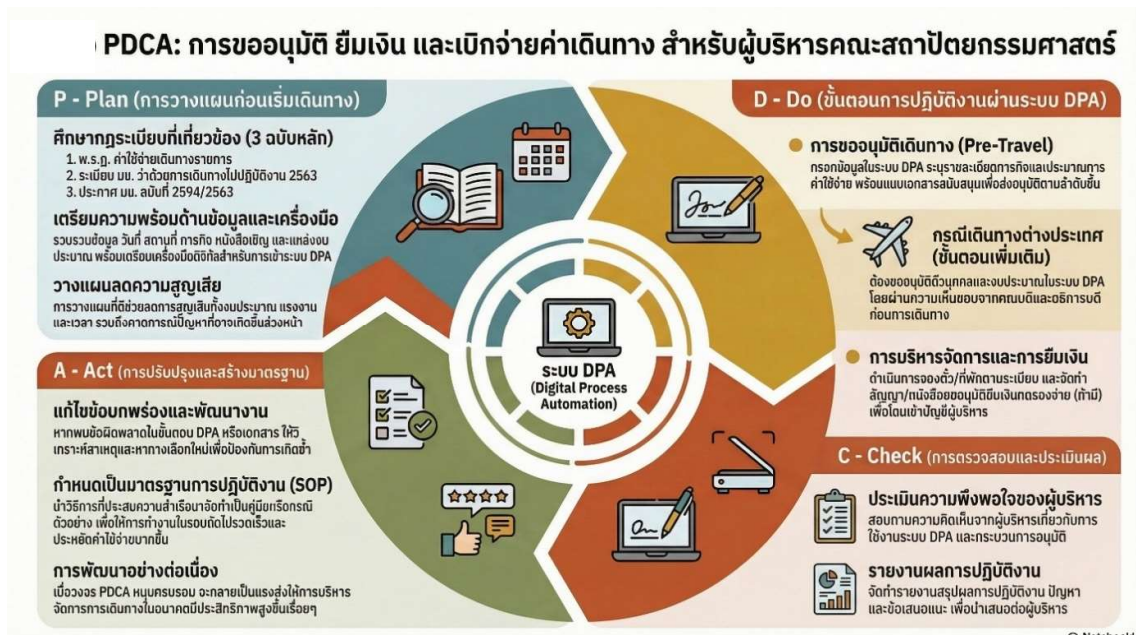 PDCA: การขออนุมัติ ยืมเงิน และเบิกจ่ายค่าเดินทาง สำหรับผู้บริหารคณะสถาปัตยกรรมศาสตร์
P - Plan (การวางแผนก่อนเริ่มเดินทาง)
ศึกษากฎระเบียบที่เกี่ยวข้อง (3 ฉบับหลัก)
1. พ.ร.ฎ. ค่าใช้จ่ายเดินทางราชการ
2. ระเบียบ มข. ว่าด้วยการเดินทางไปปฏิบัติงาน 2563
3. ประกาศ มข. ฉบับที่ 2594/2563
เตรียมความพร้อมด้านข้อมูลและเครื่องมือ
รวบรวมข้อมูล วันที่ สถานที่ ภารกิจ หนังสือเชิญ และแหล่งงบ
ประมาณ พร้อมเตรียมเครื่องมือดิจิทัลสำหรับการเข้าระบบ DPA
วางแผนลดความสูญเสีย
การวางแผนที่ดีช่วยลดการสูญเสียทั้งงบประมาณ แรงงาน
และเวลา รวมถึงคาดการณ์ปัญหาที่อาจเกิดขึ้นล่วงหน้า
D - Do (ขั้นตอนการปฏิบัติงานผ่านระบบ DPA)
การขออนุมัติเดินทาง (Pre-Travel)
กรอกข้อมูลในระบบ DPA ระบุรายละเอียดภารกิจและประมาณการ
ค่าใช้จ่าย พร้อมแนบเอกสารสนับสนุนเพื่อส่งอนุมัติตามลำดับขั้น
กรณีเดินทางต่างประเทศ
(ขั้นตอนเพิ่มเติม)
ต้องขออนุมัติตัวบุคคลและงบประมาณในระบบ DPA
โดยผ่านความเห็นชอบจากคณบดีและอธิการบดี
ก่อนการเดินทาง
การบริหารจัดการและการยืมเงิน
ดำเนินการจองตั๋ว/ที่พักตามระเบียบ และจัดทำ
สัญญา/หนังสือขออนุมัติยืมเงินทดรองจ่าย (ถ้ามี)
เพื่อโอนเข้าบัญชีผู้บริหาร
ระบบ DPA
(Digital Process
Automation)
C - Check (การตรวจสอบและประเมินผล)
ประเมินความพึงพอใจของผู้บริหาร
สอบถามความคิดเห็นจากผู้บริหารเกี่ยวกับการ
ใช้งานระบบ DPA และกระบวนการอนุมัติ
รายงานผลการปฏิบัติงาน
จัดทำรายงานสรุปผลการปฏิบัติงาน ปัญหา
และข้อเสนอแนะ เพื่อนำเสนอต่อผู้บริหาร
A - Act (การปรับปรุงและสร้างมาตรฐาน)
แก้ไขข้อบกพร่องและพัฒนางาน
หากพบข้อผิดพลาดในขั้นตอน DPA หรือเอกสาร ให้วิ
เคราะห์สาเหตุและหาทางเลือกใหม่เพื่อป้องกันการเกิดซ้ำ
กำหนดเป็นมาตรฐานการปฏิบัติงาน (SOP)
นำวิธีการที่ประสบความสำเร็จมาจัดทำเป็นคู่มือหรือกรณี
ตัวอย่าง เพื่อให้การทำงานในรอบถัดไปรวดเร็วและ
ประหยัดค่าใช้จ่ายมากขึ้น
การพัฒนาอย่างต่อเนื่อง
เมื่อวงจร PDCA หมุนครบรอบ จะกลายเป็นแรงส่งให้การบริหาร
จัดการการเดินทางในอนาคตมีประสิทธิภาพสูงขึ้นเรื่อยๆ